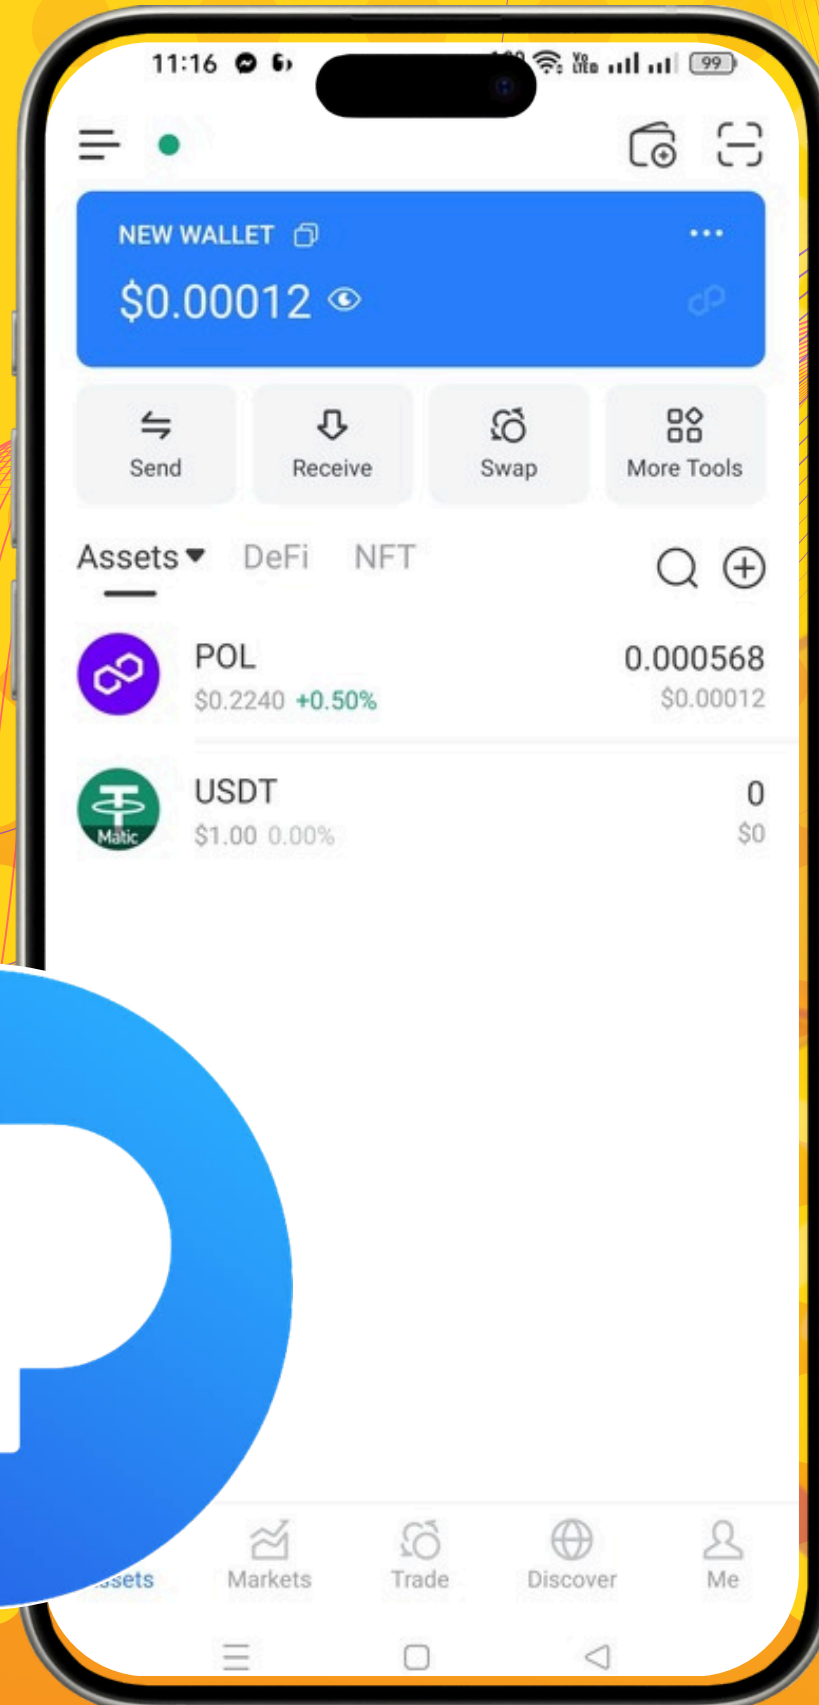 11:16
99
NEW WALLET
$0.00012
Send
Receive
Swap
More Tools
Assets
DeFi
NFT
POL
0.000568
$0.2240 +0.50%
$0.00012
USDT
0
Matic
$1.00 0.00%
$0
Markets
Trade
Discover
Me